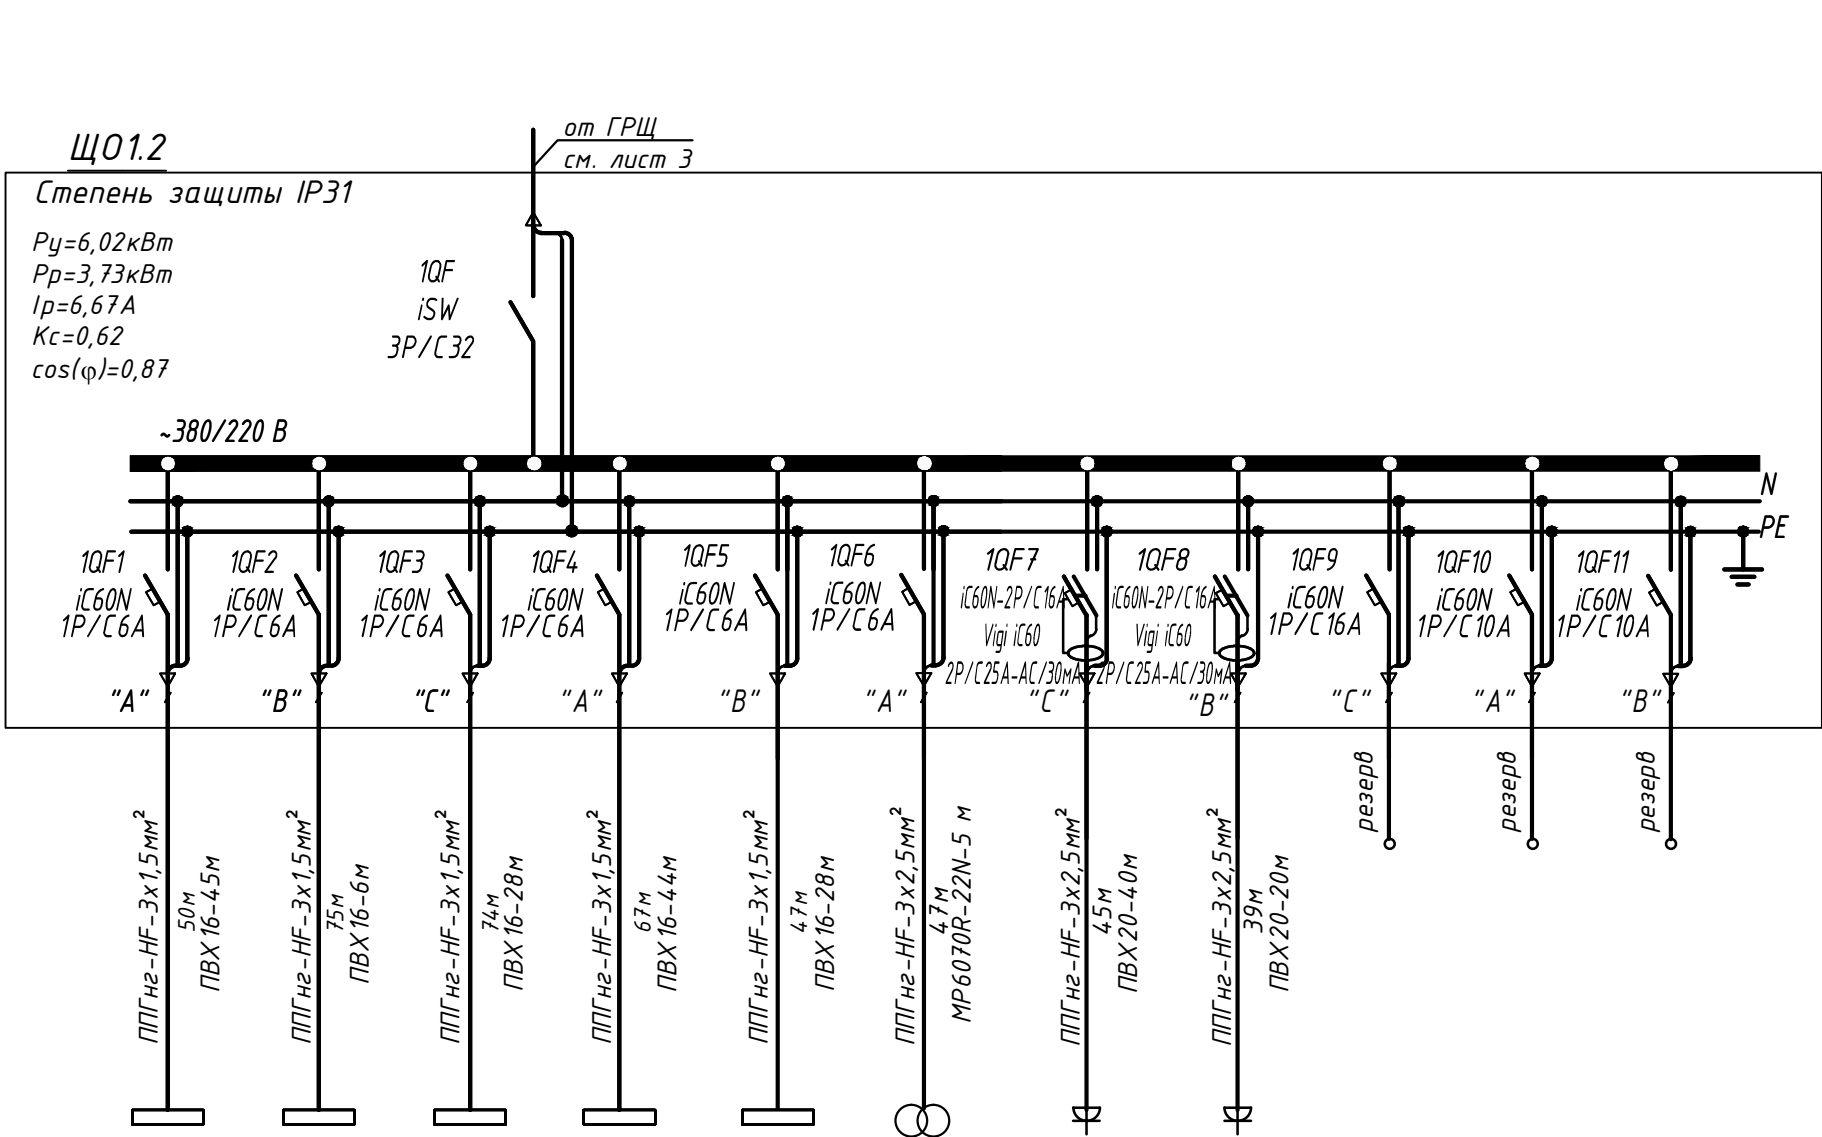 от ГРЩ
см. лист 3
ЩО1.2
Степень защиты IP31
Ру=6,02кВт
Рр=3,73кВт
Iр=6,67А
Кс=0,62
cos(φ)=0,87
1QF
iSW
3P/C32
~380/220 В
N
PE
1QF1
iC60N
1P/C6A
"A"
1QF2
iC60N
1P/C6A
"B"
1QF3
iC60N
1P/C6A
"C"
1QF4
iC60N
1P/C6A
"A"
1QF5
iC60N
1P/C6A
"B"
1QF6
iC60N
1P/C6A
"A"
1QF7
iC60N-2P/C16A
Vigi iC60
2P/C25A-AC/30мА
"C"
1QF8
iC60N-2P/C16A
Vigi iC60
2P/C25A-AC/30мА
"B"
1QF9
iC60N
1P/C16A
"C"
1QF10
iC60N
1P/C10A
"A"
1QF11
iC60N
1P/C10A
"B"
ППГнг-HF-3х1,5мм²
50м
ПВХ16-45м
ППГнг-HF-3х1,5мм²
75м
ПВХ16-6м
ППГнг-HF-3х1,5мм²
74м
ПВХ16-28м
ППГнг-HF-3х1,5мм²
67м
ПВХ16-44м
ППГнг-HF-3х1,5мм²
47м
ПВХ16-28м
ППГнг-HF-3х2,5мм²
47м
МР6070R-22N-5 м
ППГнг-HF-3х2,5мм²
45м
ПВХ20-40м
ППГнг-HF-3х2,5мм²
39м
ПВХ20-20м
резерв
резерв
резерв